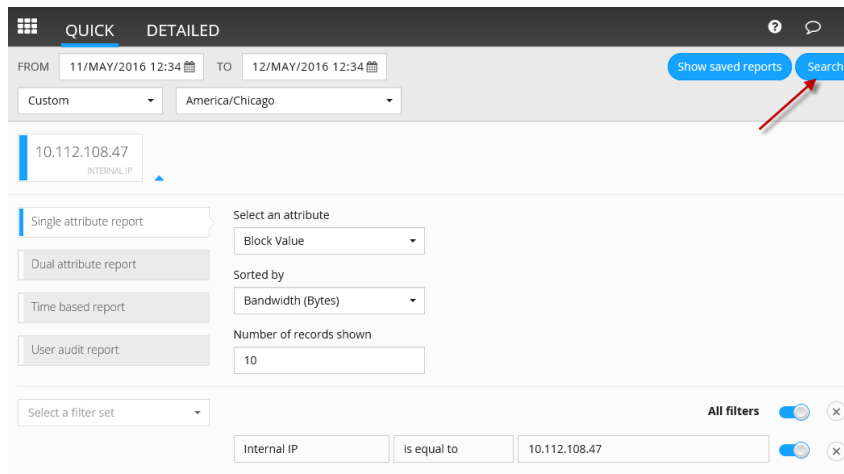 QUICK DETAILED
FROM 11/MAY/2016 12:34 TO 12/MAY/2016 12:34 Show saved reports Search
Custom America/Chicago
10.112.108.47
INTERNAL IP
Single attribute report
Select an attribute
Block Value
Dual attribute report
Sorted by
Bandwidth (Bytes)
Time based report
Number of records shown
User audit report
10
Select a filter set All filters
Internal IP is equal to 10.112.108.47